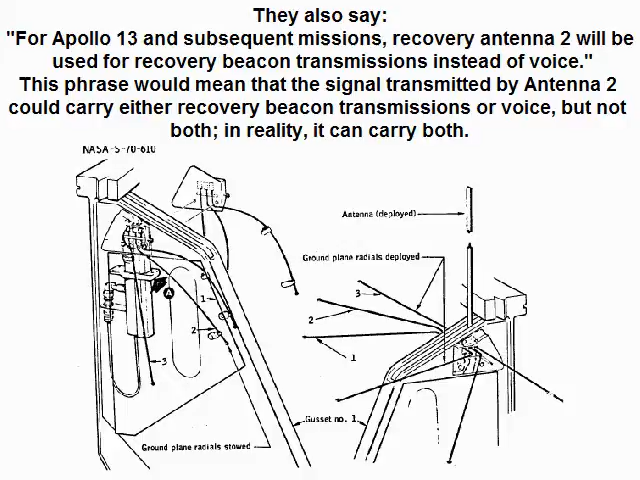 They also say:
"For Apollo 13 and subsequent missions, recovery antenna 2 will be
used for recovery beacon transmissions instead of voice."
This phrase would mean that the signal transmitted by Antenna 2
could carry either recovery beacon transmissions or voice, but not
both; in reality, it can carry both.
NASA-S-70-610
Antenna (deployed)
Ground plane radials deployed
3
2
1
A
1
2
3
Gusset no. 1
Ground plane radials stowed